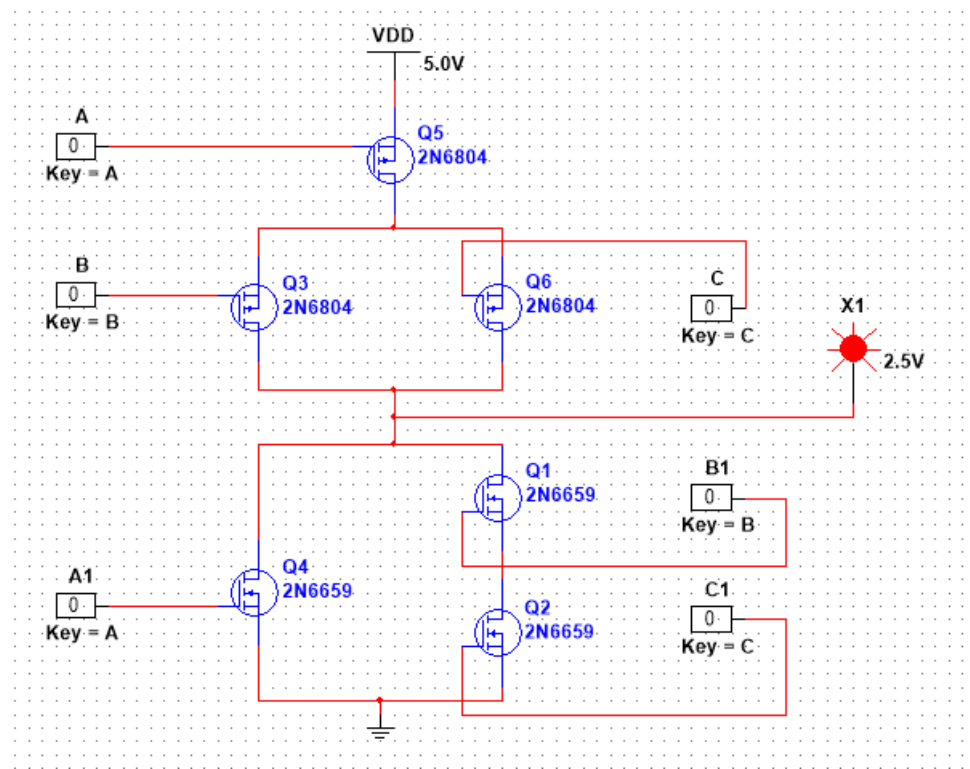 VDD
5.0V
A
0
Key = A
Q5
2N6804
B
0
Key = B
Q3
2N6804
Q6
2N6804
C
0
Key = C
X1
2.5V
Q1
2N6659
B1
0
Key = B
A1
0
Key = A
Q4
2N6659
Q2
2N6659
C1
0
Key = C